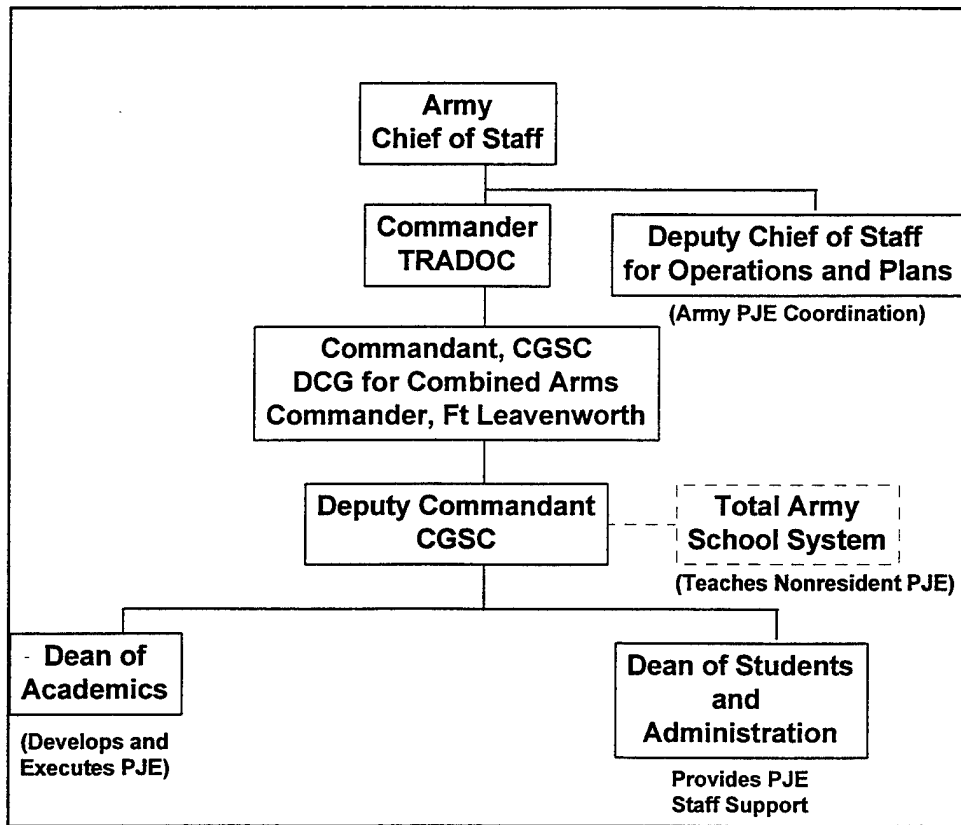 Army
Chief of Staff
Commander
TRADOC
Deputy Chief of Staff
for Operations and Plans
(Army PJE Coordination)
Commandant, CGSC
DCG for Combined Arms
Commander, Ft Leavenworth
Deputy Commandant
CGSC
Total Army
School System
(Teaches Nonresident PJE)
Dean of
Academics
(Develops and
Executes PJE)
Dean of Students
and
Administration
Provides PJE
Staff Support